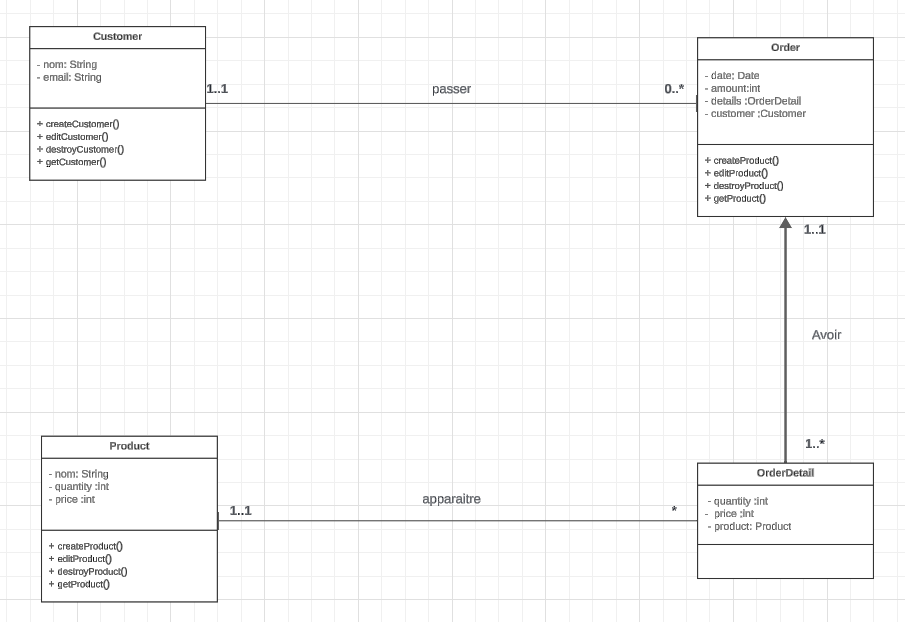 Customer
- nom: String
- email: String
+ createCustomer()
+ editCustomer()
+ destroyCustomer()
+ getCustomer()
1..1
passer
0..*
Order
- date: Date
- amount:int
- details :OrderDetail
- customer :Customer
+ createProduct()
+ editProduct()
+ destroyProduct()
+ getProduct()
1..1
Avoir
1..*
Product
- nom: String
- quantity :int
- price :int
+ createProduct()
+ editProduct()
+ destroyProduct()
+ getProduct()
1..1
apparaitre
*
OrderDetail
- quantity :int
- price :int
- product: Product